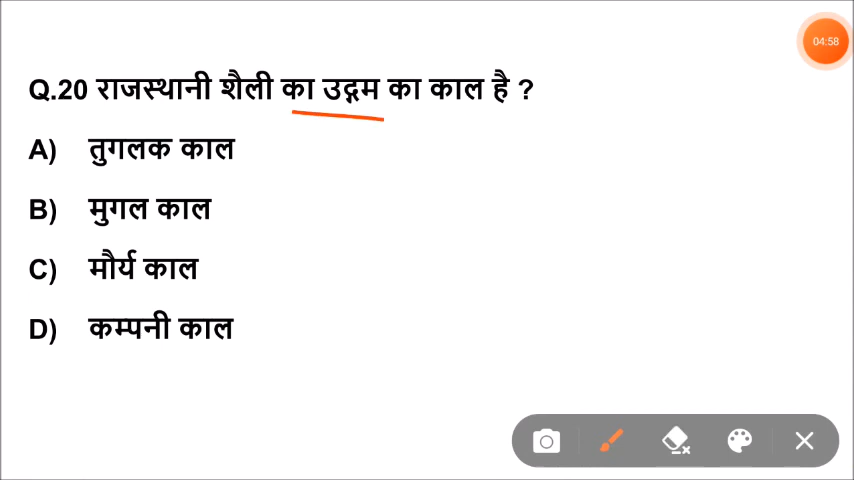 04:58
Q.20 राजस्थानी शैली का उद्गम का काल है ?
A) तुगलक काल
B) मुगल काल
C) मौर्य काल
D) कम्पनी काल